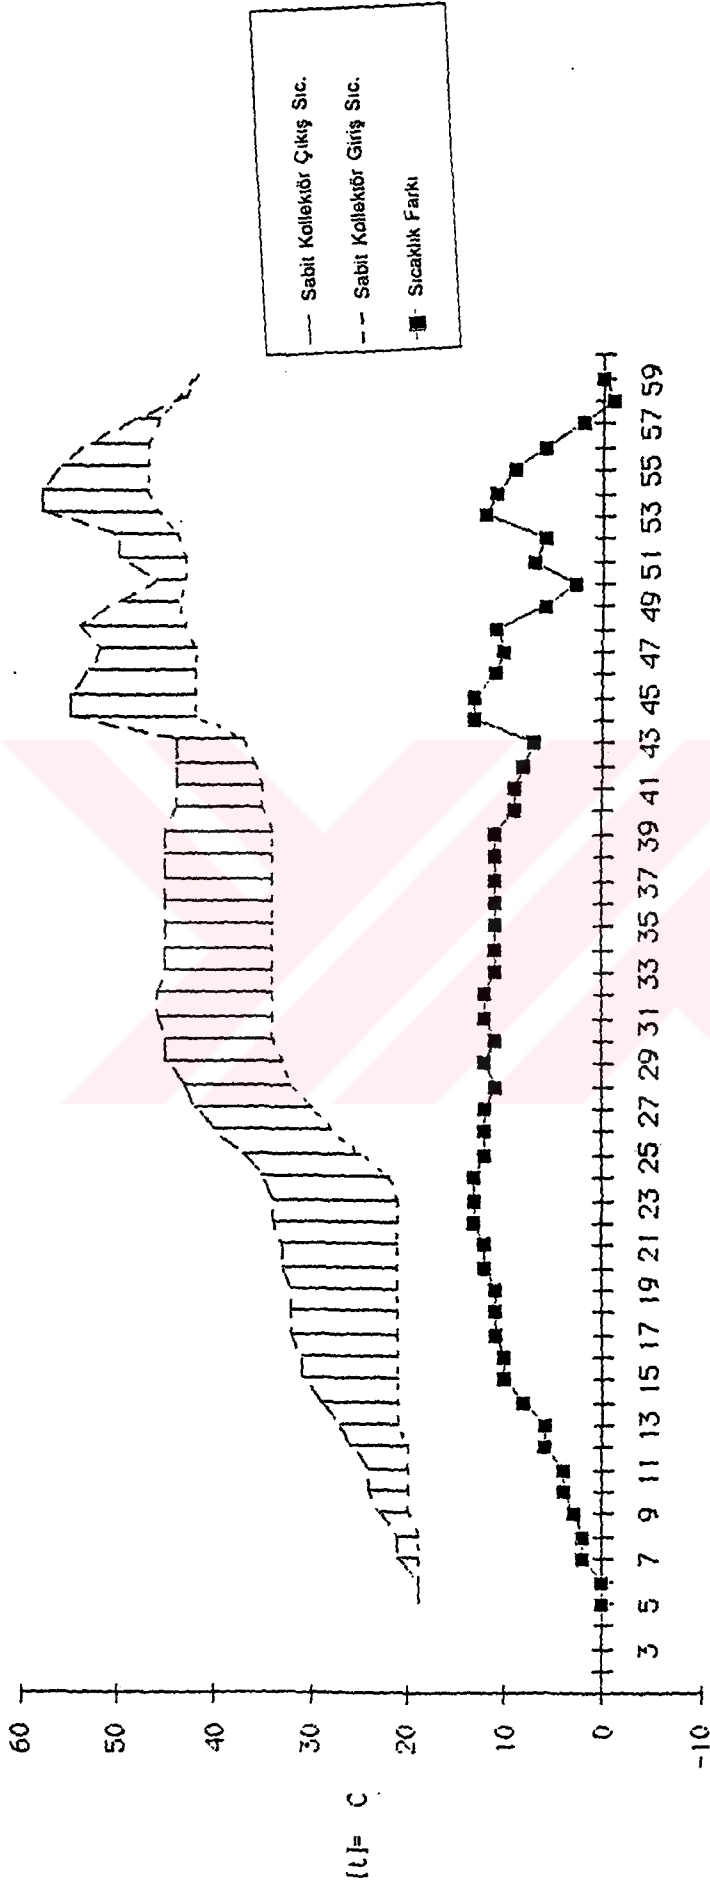 Sabit Kollektör Çıkış Sıc.
Sabit Kollektör Giriş Sıc.
Sıcaklık Farkı
[t]= C
60
50
40
30
20
10
0
-10
3 5 7 9 11 13 15 17 19 21 23 25 27 29 31 33 35 37 39 41 43 45 47 49 51 53 55 57 59